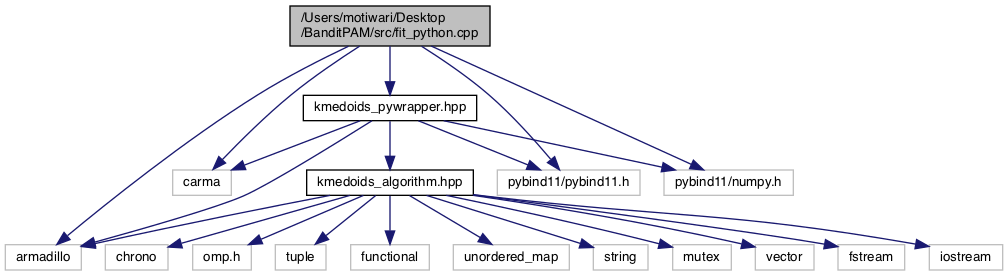 /Users/motiwari/Desktop
/BanditPAM/src/fit_python.cpp
kmedoids_pywrapper.hpp
carma
kmedoids_algorithm.hpp
pybind11/pybind11.h
pybind11/numpy.h
armadillo
chrono
omp.h
tuple
functional
unordered_map
string
mutex
vector
fstream
iostream